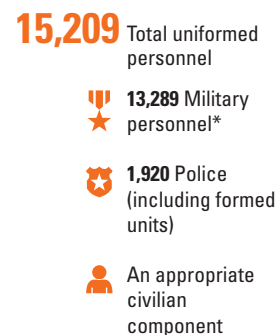 15,209 Total uniformed
personnel
13,289 Military
personnel*
1,920 Police
(including formed
units)
An appropriate
civilian
component